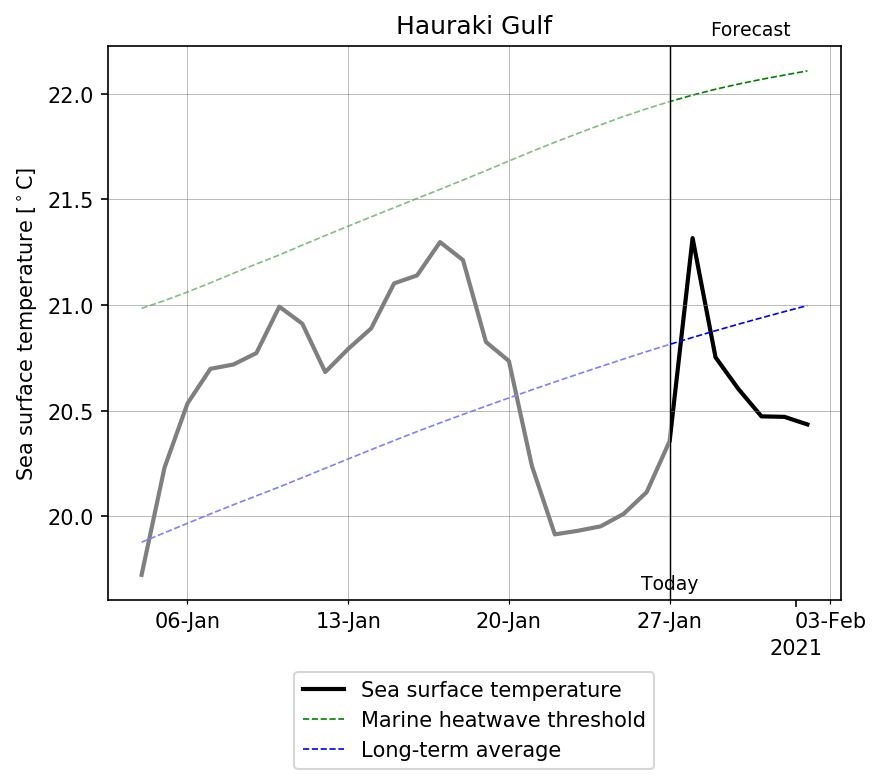 Hauraki Gulf
Forecast
Sea surface temperature [°C]
22.0
21.5
21.0
20.5
20.0
Today
06-Jan 13-Jan 20-Jan 27-Jan 03-Feb
2021
Sea surface temperature
Marine heatwave threshold
Long-term average